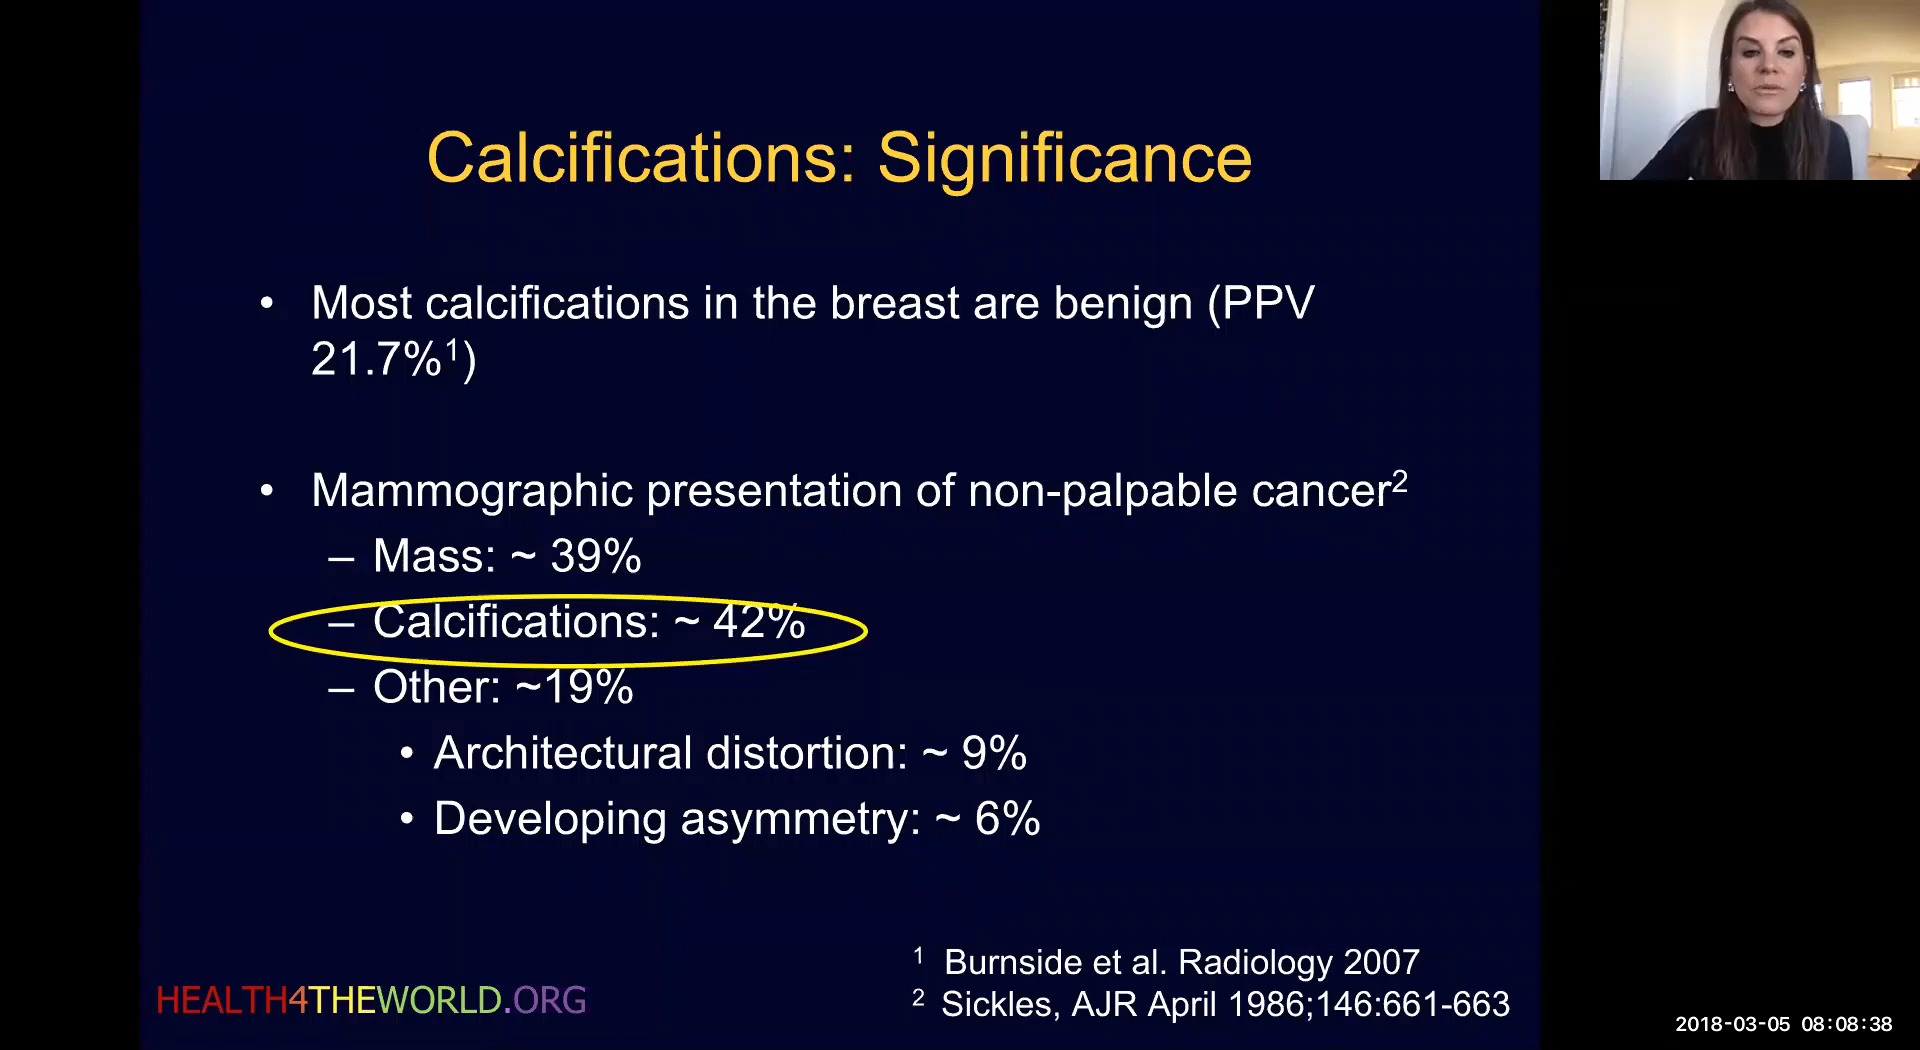 Calcifications: Significance
• Most calcifications in the breast are benign (PPV
21.7%¹)
• Mammographic presentation of non-palpable cancer²
– Mass: ~ 39%
– Calcifications: ~ 42%
– Other: ~19%
• Architectural distortion: ~ 9%
• Developing asymmetry: ~ 6%
¹ Burnside et al. Radiology 2007
² Sickles, AJR April 1986;146:661-663
HEALTH4THEWORLD.ORG
2018-03-05 08:08:38